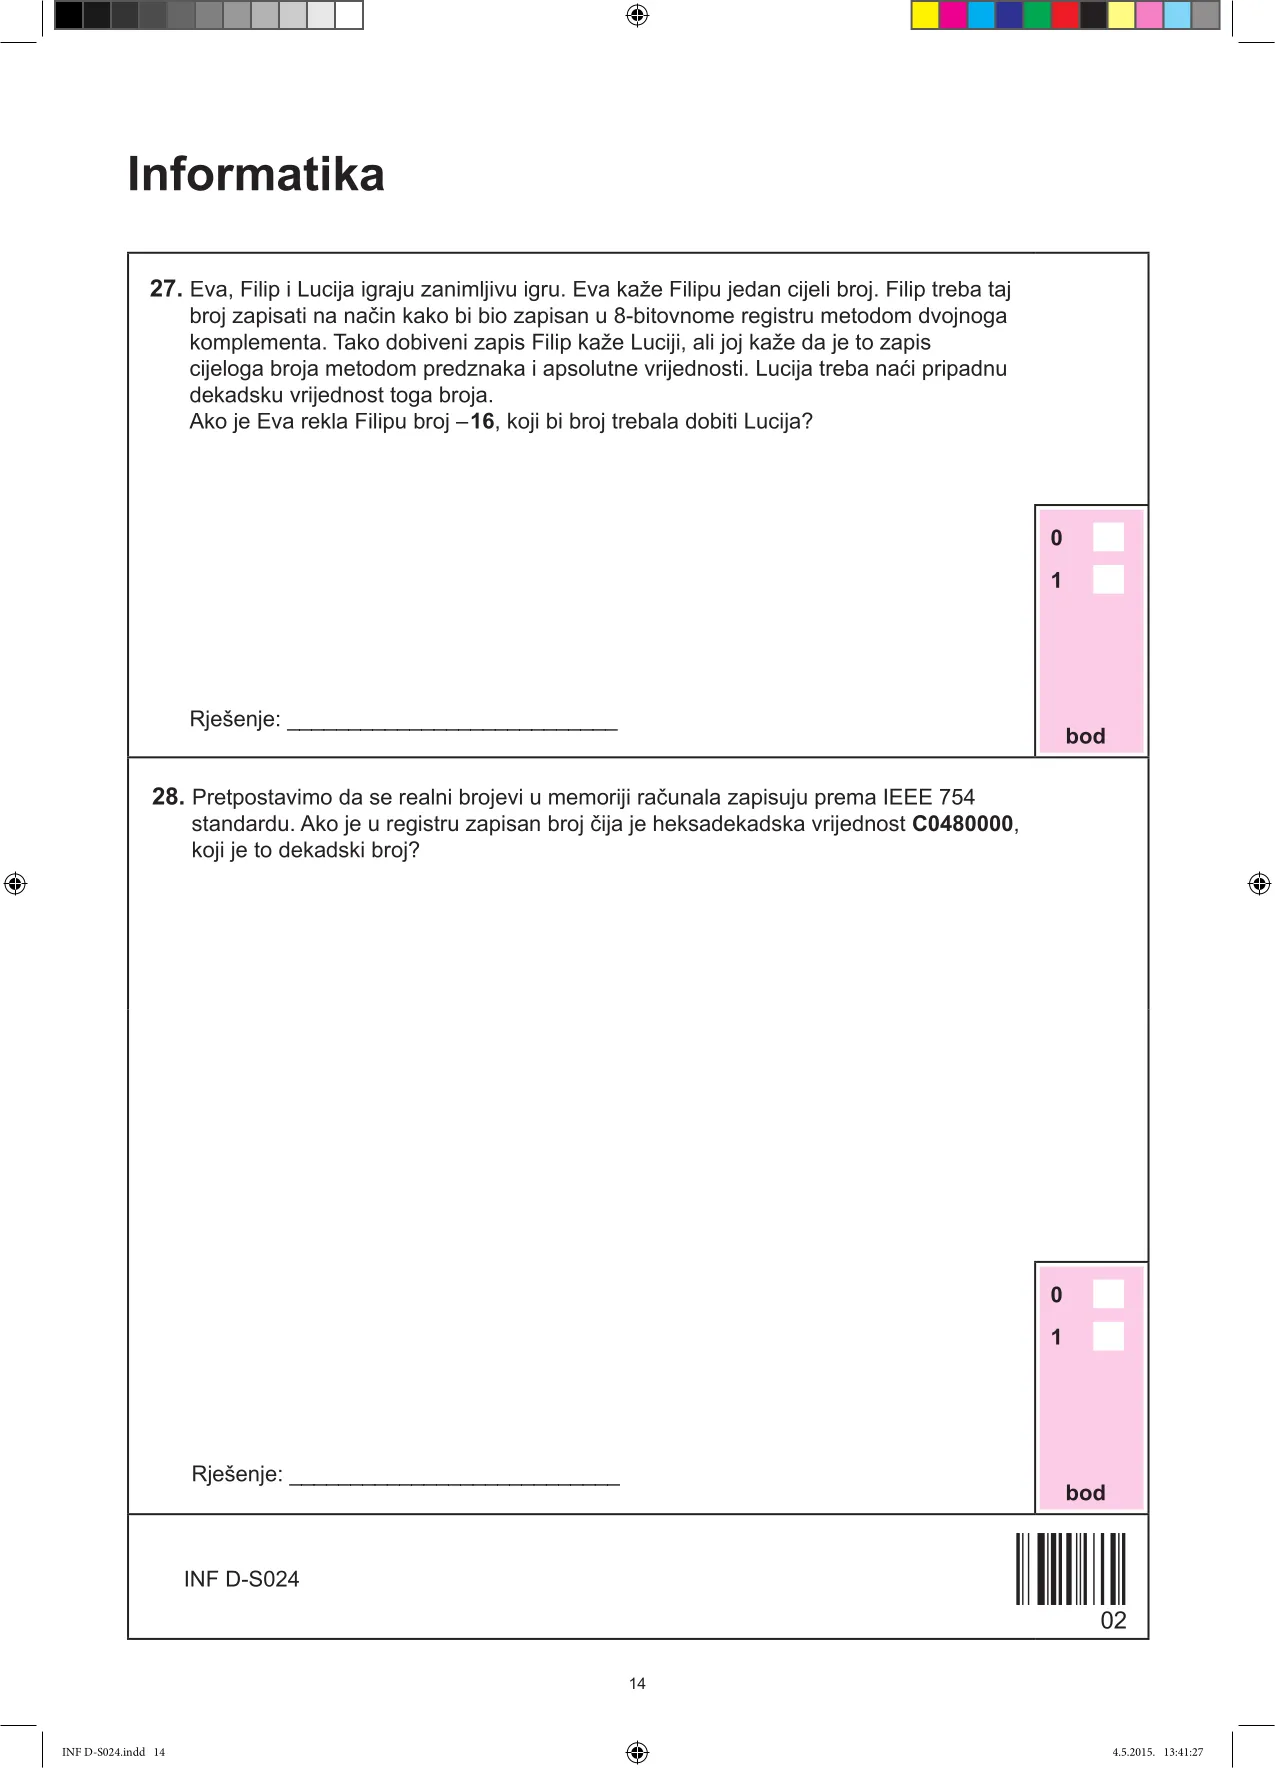 Informatika
27. Eva, Filip i Lucija igraju zanimljivu igru. Eva kaže Filipu jedan cijeli broj. Filip treba taj
broj zapisati na način kako bi bio zapisan u 8-bitovnome registru metodom dvojnoga
komplementa. Tako dobiveni zapis Filip kaže Luciji, ali joj kaže da je to zapis
cijeloga broja metodom predznaka i apsolutne vrijednosti. Lucija treba naći pripadnu
dekadsku vrijednost toga broja.
Ako je Eva rekla Filipu broj –16, koji bi broj trebala dobiti Lucija?
0
1
Rješenje: ___________________________
bod
28. Pretpostavimo da se realni brojevi u memoriji računala zapisuju prema IEEE 754
standardu. Ako je u registru zapisan broj čija je heksadekadska vrijednost C0480000,
koji je to dekadski broj?
0
1
Rješenje: ___________________________
bod
INF D-S024
02
14
INF D-S024.indd 14
4.5.2015. 13:41:27